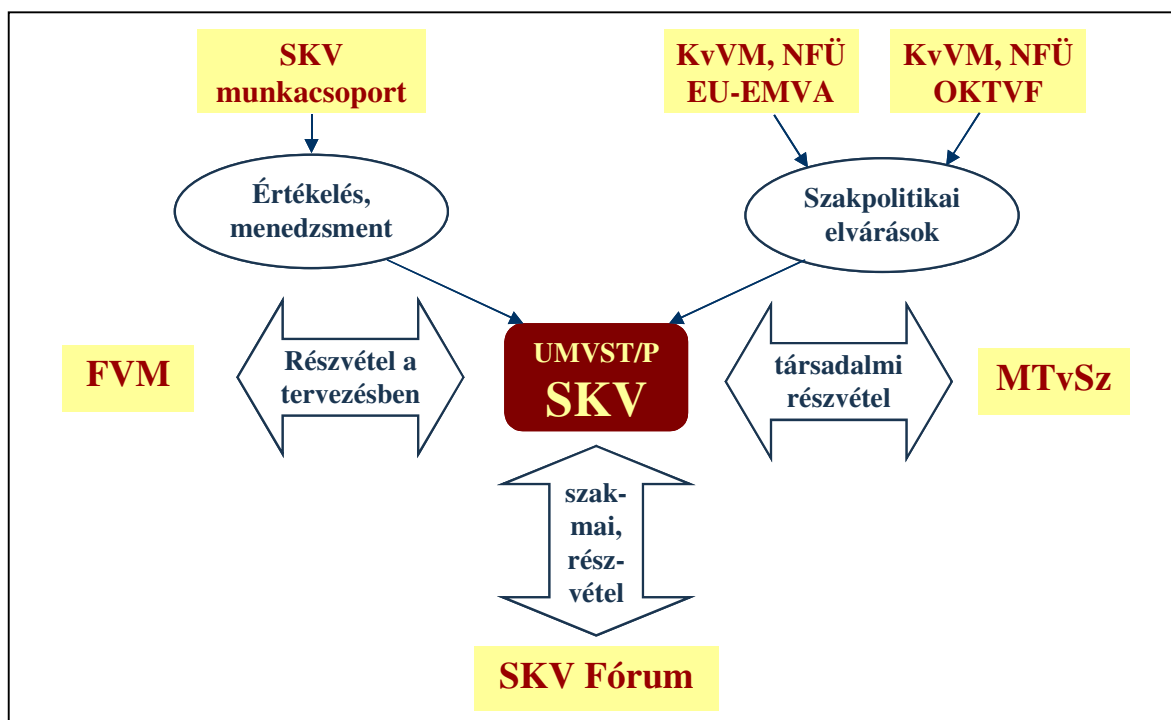 SKV
munkacsoport
KvVM, NFÜ
EU-EMVA
KvVM, NFÜ
OKTVF
Értékelés,
menedzsment
Szakpolitikai
elvárások
FVM
Részvétel a
tervezésben
UMVST/P
SKV
társadalmi
részvétel
MTvSz
szak-
mai,
rész-
vétel
SKV Fórum